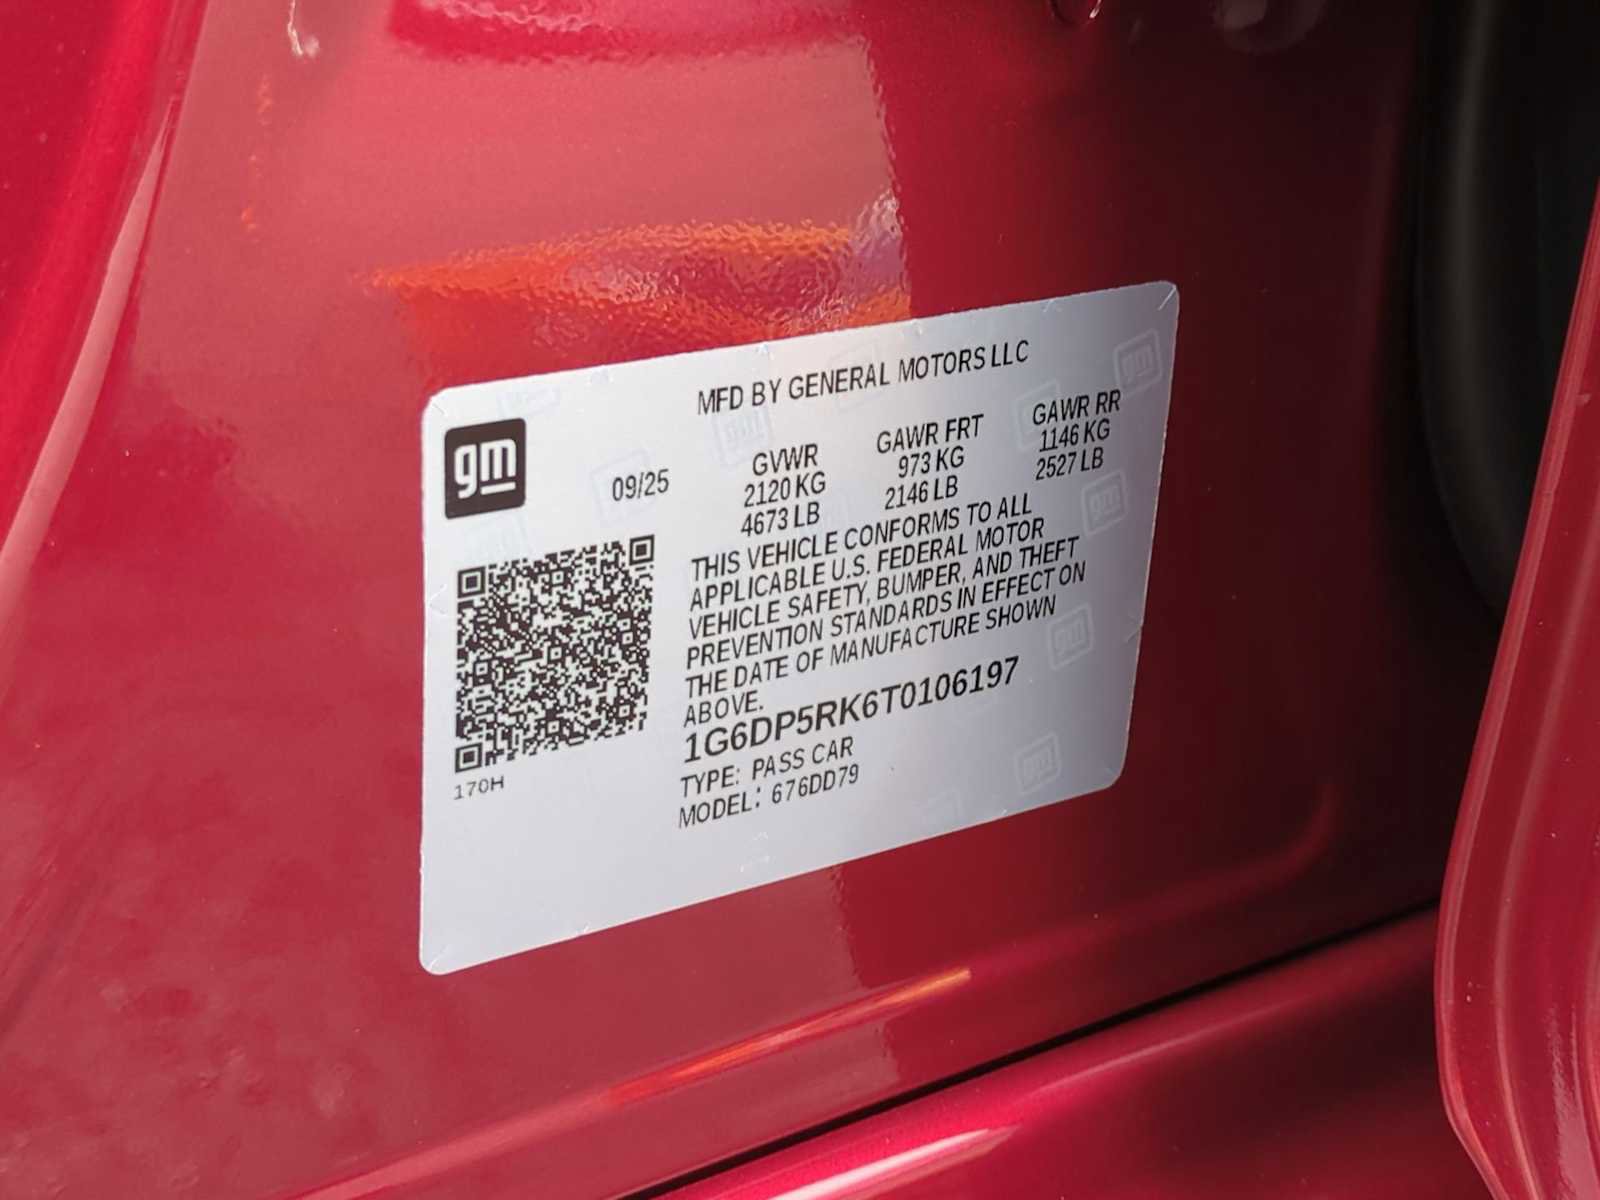 MFD BY GENERAL MOTORS LLC
gm
09/25
GVWR GAWR FRT GAWR RR
2120 KG 973 KG 1146 KG
4673 LB 2146 LB 2527 LB
THIS VEHICLE CONFORMS TO ALL
APPLICABLE U.S. FEDERAL MOTOR
VEHICLE SAFETY, BUMPER, AND THEFT
PREVENTION STANDARDS IN EFFECT ON
THE DATE OF MANUFACTURE SHOWN
ABOVE.
1G6DP5RK6T0106197
TYPE: PASS CAR
MODEL: 676DD79
170H